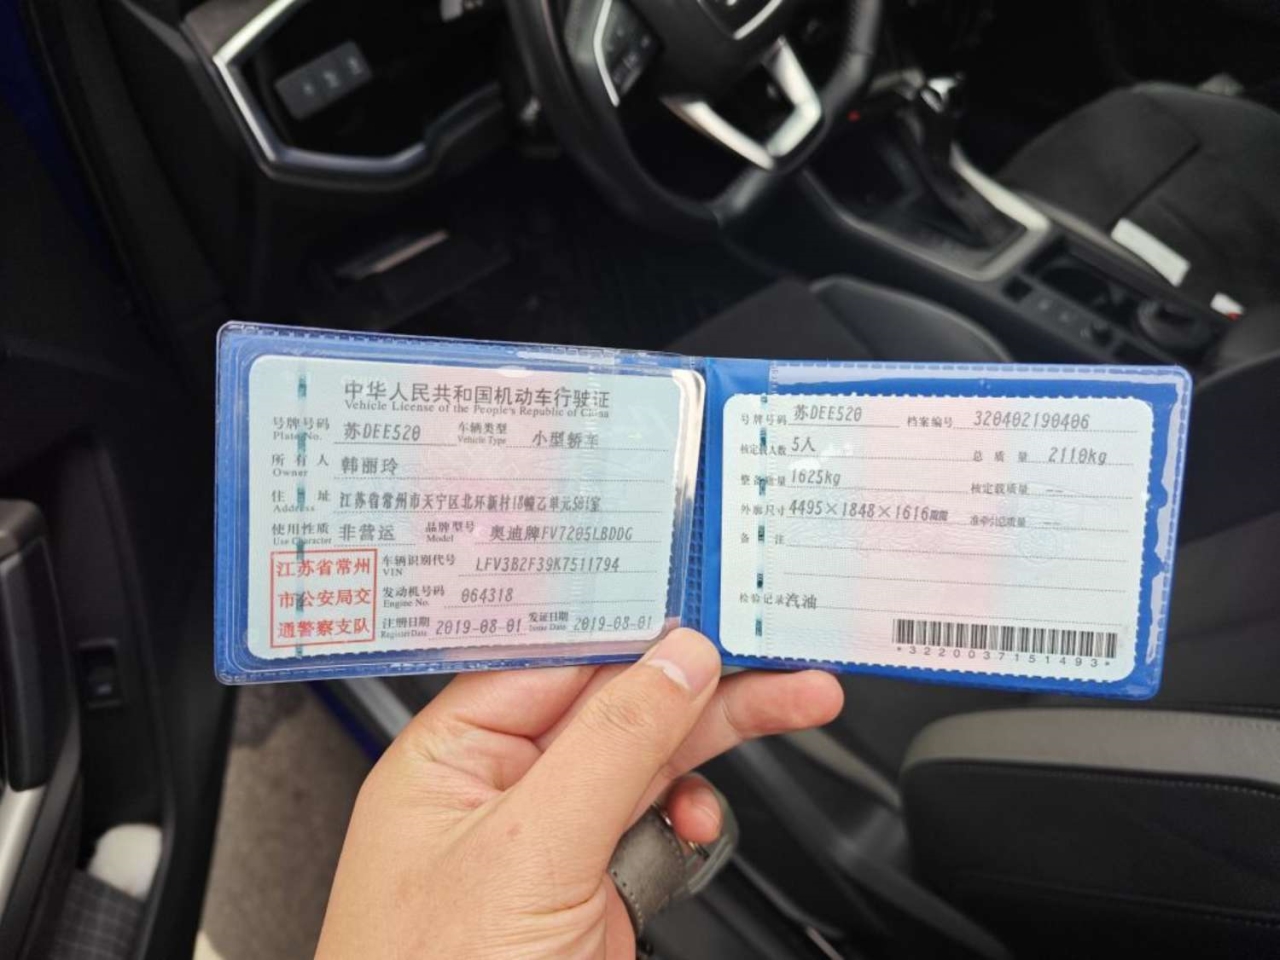 中华人民共和国机动车行驶证
Vehicle License of the People's Republic of China
号牌号码 苏DEE520 车辆类型 小型轿车
Plate No. Vehicle Type
所有人 韩丽玲
Owner
住址 江苏省常州市天宁区北环新村18幢乙单元501室
Address
使用性质 非营运 品牌型号 奥迪牌FV7205LBDDG
Use Character Model
江苏省常州
市公安局交
通警察支队
车辆识别代号 LFV3B2F39K7511794
VIN
发动机号码 064318
Engine No.
注册日期 2019-08-01 发证日期 2019-08-01
Register Date Issue Date
号牌号码 苏DEE520 档案编号 320402190406
核定载人数 5人 总质量 2110kg
整备质量 1625kg 核定载质量 --
外廓尺寸 4495×1848×1616mm 准牵引总质量 --
备注
检验记录 汽油
*3220037151493*